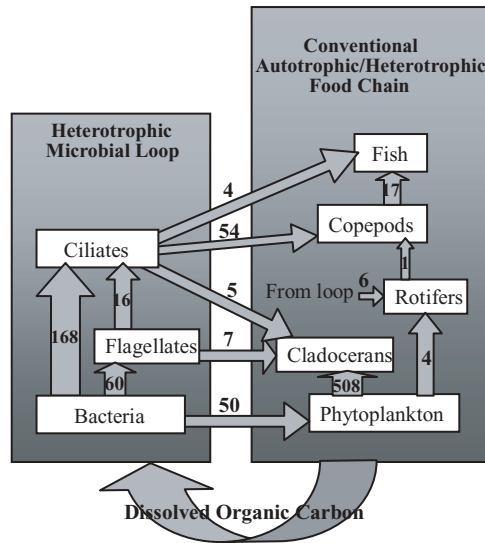 Conventional
Autotrophic/Heterotrophic
Food Chain
Heterotrophic
Microbial Loop
Fish
4
17
Copepods
54
Ciliates
1
16
5
6
From loop
Rotifers
168
7
Flagellates
Cladocerans
4
60
508
50
Bacteria
Phytoplankton
Dissolved Organic Carbon